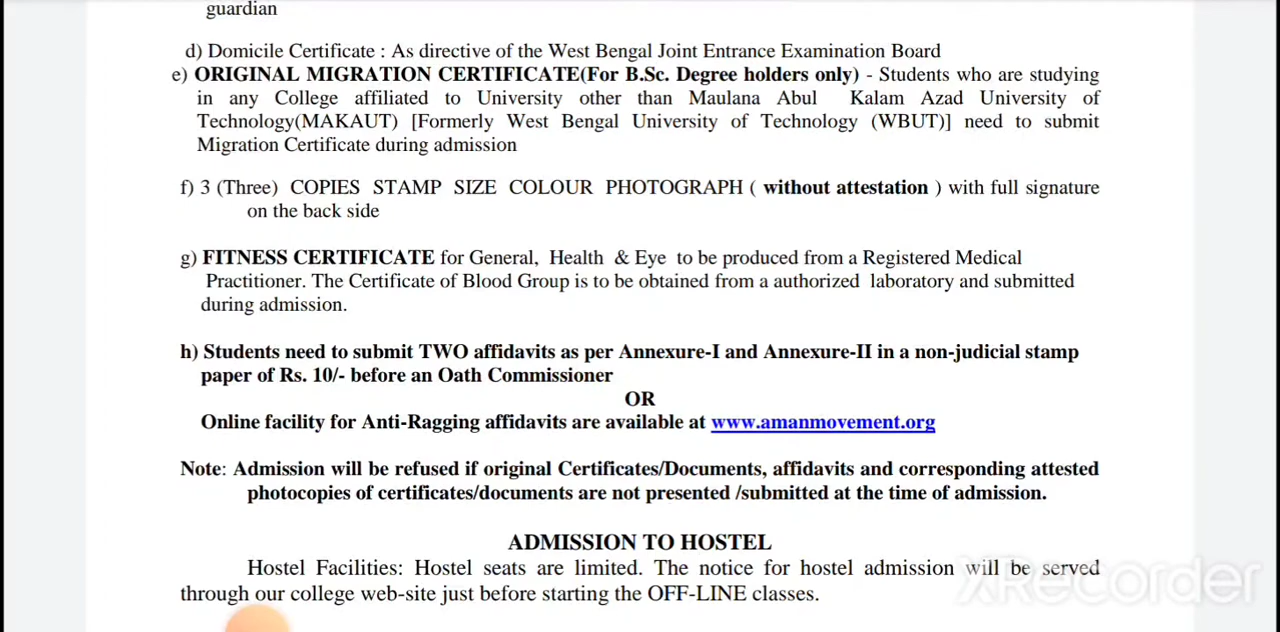 guardian
d) Domicile Certificate : As directive of the West Bengal Joint Entrance Examination Board
e) ORIGINAL MIGRATION CERTIFICATE(For B.Sc. Degree holders only) - Students who are studying
in any College affiliated to University other than Maulana Abul Kalam Azad University of
Technology(MAKAUT) [Formerly West Bengal University of Technology (WBUT)] need to submit
Migration Certificate during admission
f) 3 (Three) COPIES STAMP SIZE COLOUR PHOTOGRAPH ( without attestation ) with full signature
on the back side
g) FITNESS CERTIFICATE for General, Health & Eye to be produced from a Registered Medical
Practitioner. The Certificate of Blood Group is to be obtained from a authorized laboratory and submitted
during admission.
h) Students need to submit TWO affidavits as per Annexure-I and Annexure-II in a non-judicial stamp
paper of Rs. 10/- before an Oath Commissioner
OR
Online facility for Anti-Ragging affidavits are available at www.amanmovement.org
Note: Admission will be refused if original Certificates/Documents, affidavits and corresponding attested
photocopies of certificates/documents are not presented /submitted at the time of admission.
ADMISSION TO HOSTEL
Hostel Facilities: Hostel seats are limited. The notice for hostel admission will be served
through our college web-site just before starting the OFF-LINE classes.
XRecorder